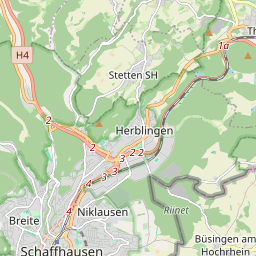 H4
1a
Th
Stetten SH
2
2
Herblingen
3 2 2
4 3 3
4
Breite
Niklausen
Riinet
Büsingen am
Hochrhein
Schaffhausen